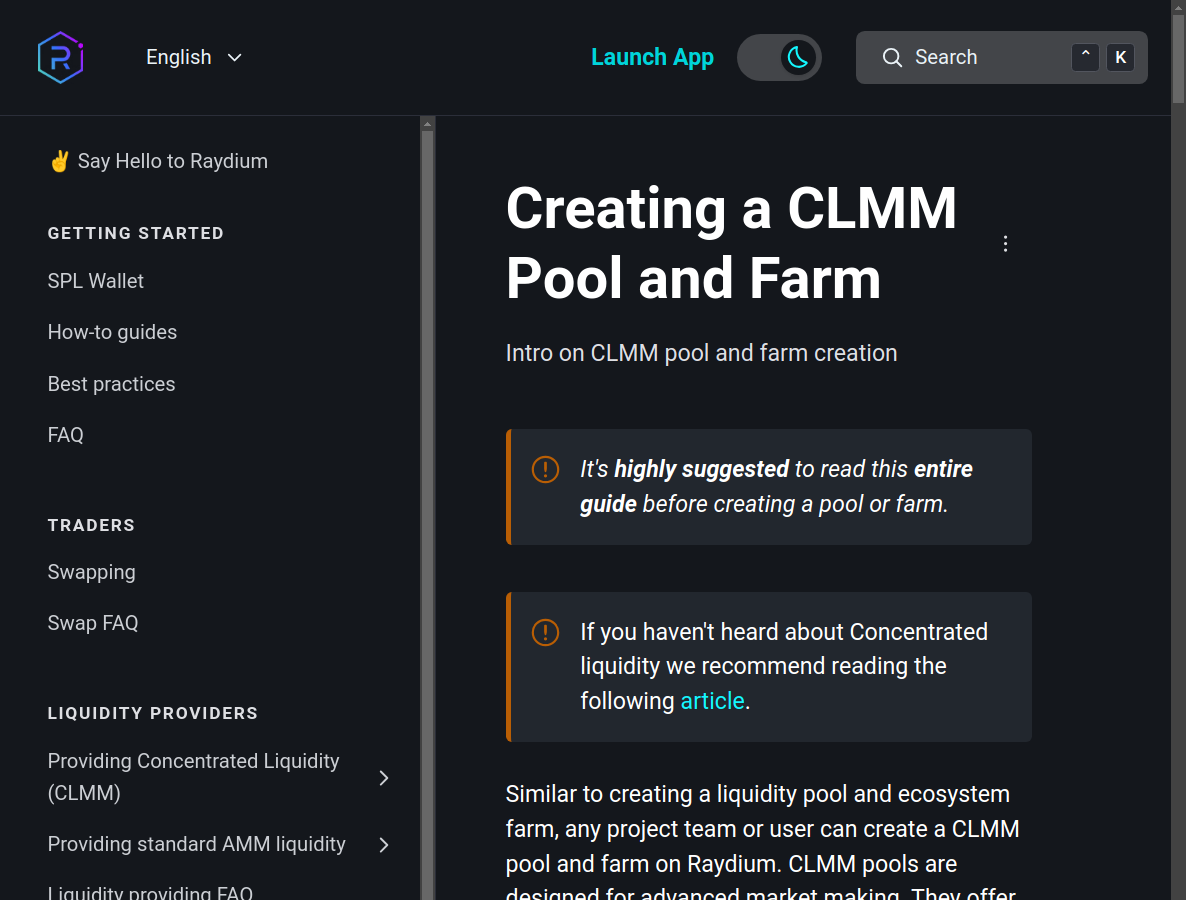 English
Launch App
Search
⌃ K
✌️ Say Hello to Raydium
GETTING STARTED
SPL Wallet
How-to guides
Best practices
FAQ
TRADERS
Swapping
Swap FAQ
LIQUIDITY PROVIDERS
Providing Concentrated Liquidity
(CLMM)
Providing standard AMM liquidity
Liquidity providing FAQ
Creating a CLMM
Pool and Farm
Intro on CLMM pool and farm creation
It's highly suggested to read this entire
guide before creating a pool or farm.
If you haven't heard about Concentrated
liquidity we recommend reading the
following article.
Similar to creating a liquidity pool and ecosystem
farm, any project team or user can create a CLMM
pool and farm on Raydium. CLMM pools are
designed for advanced market making. They offer